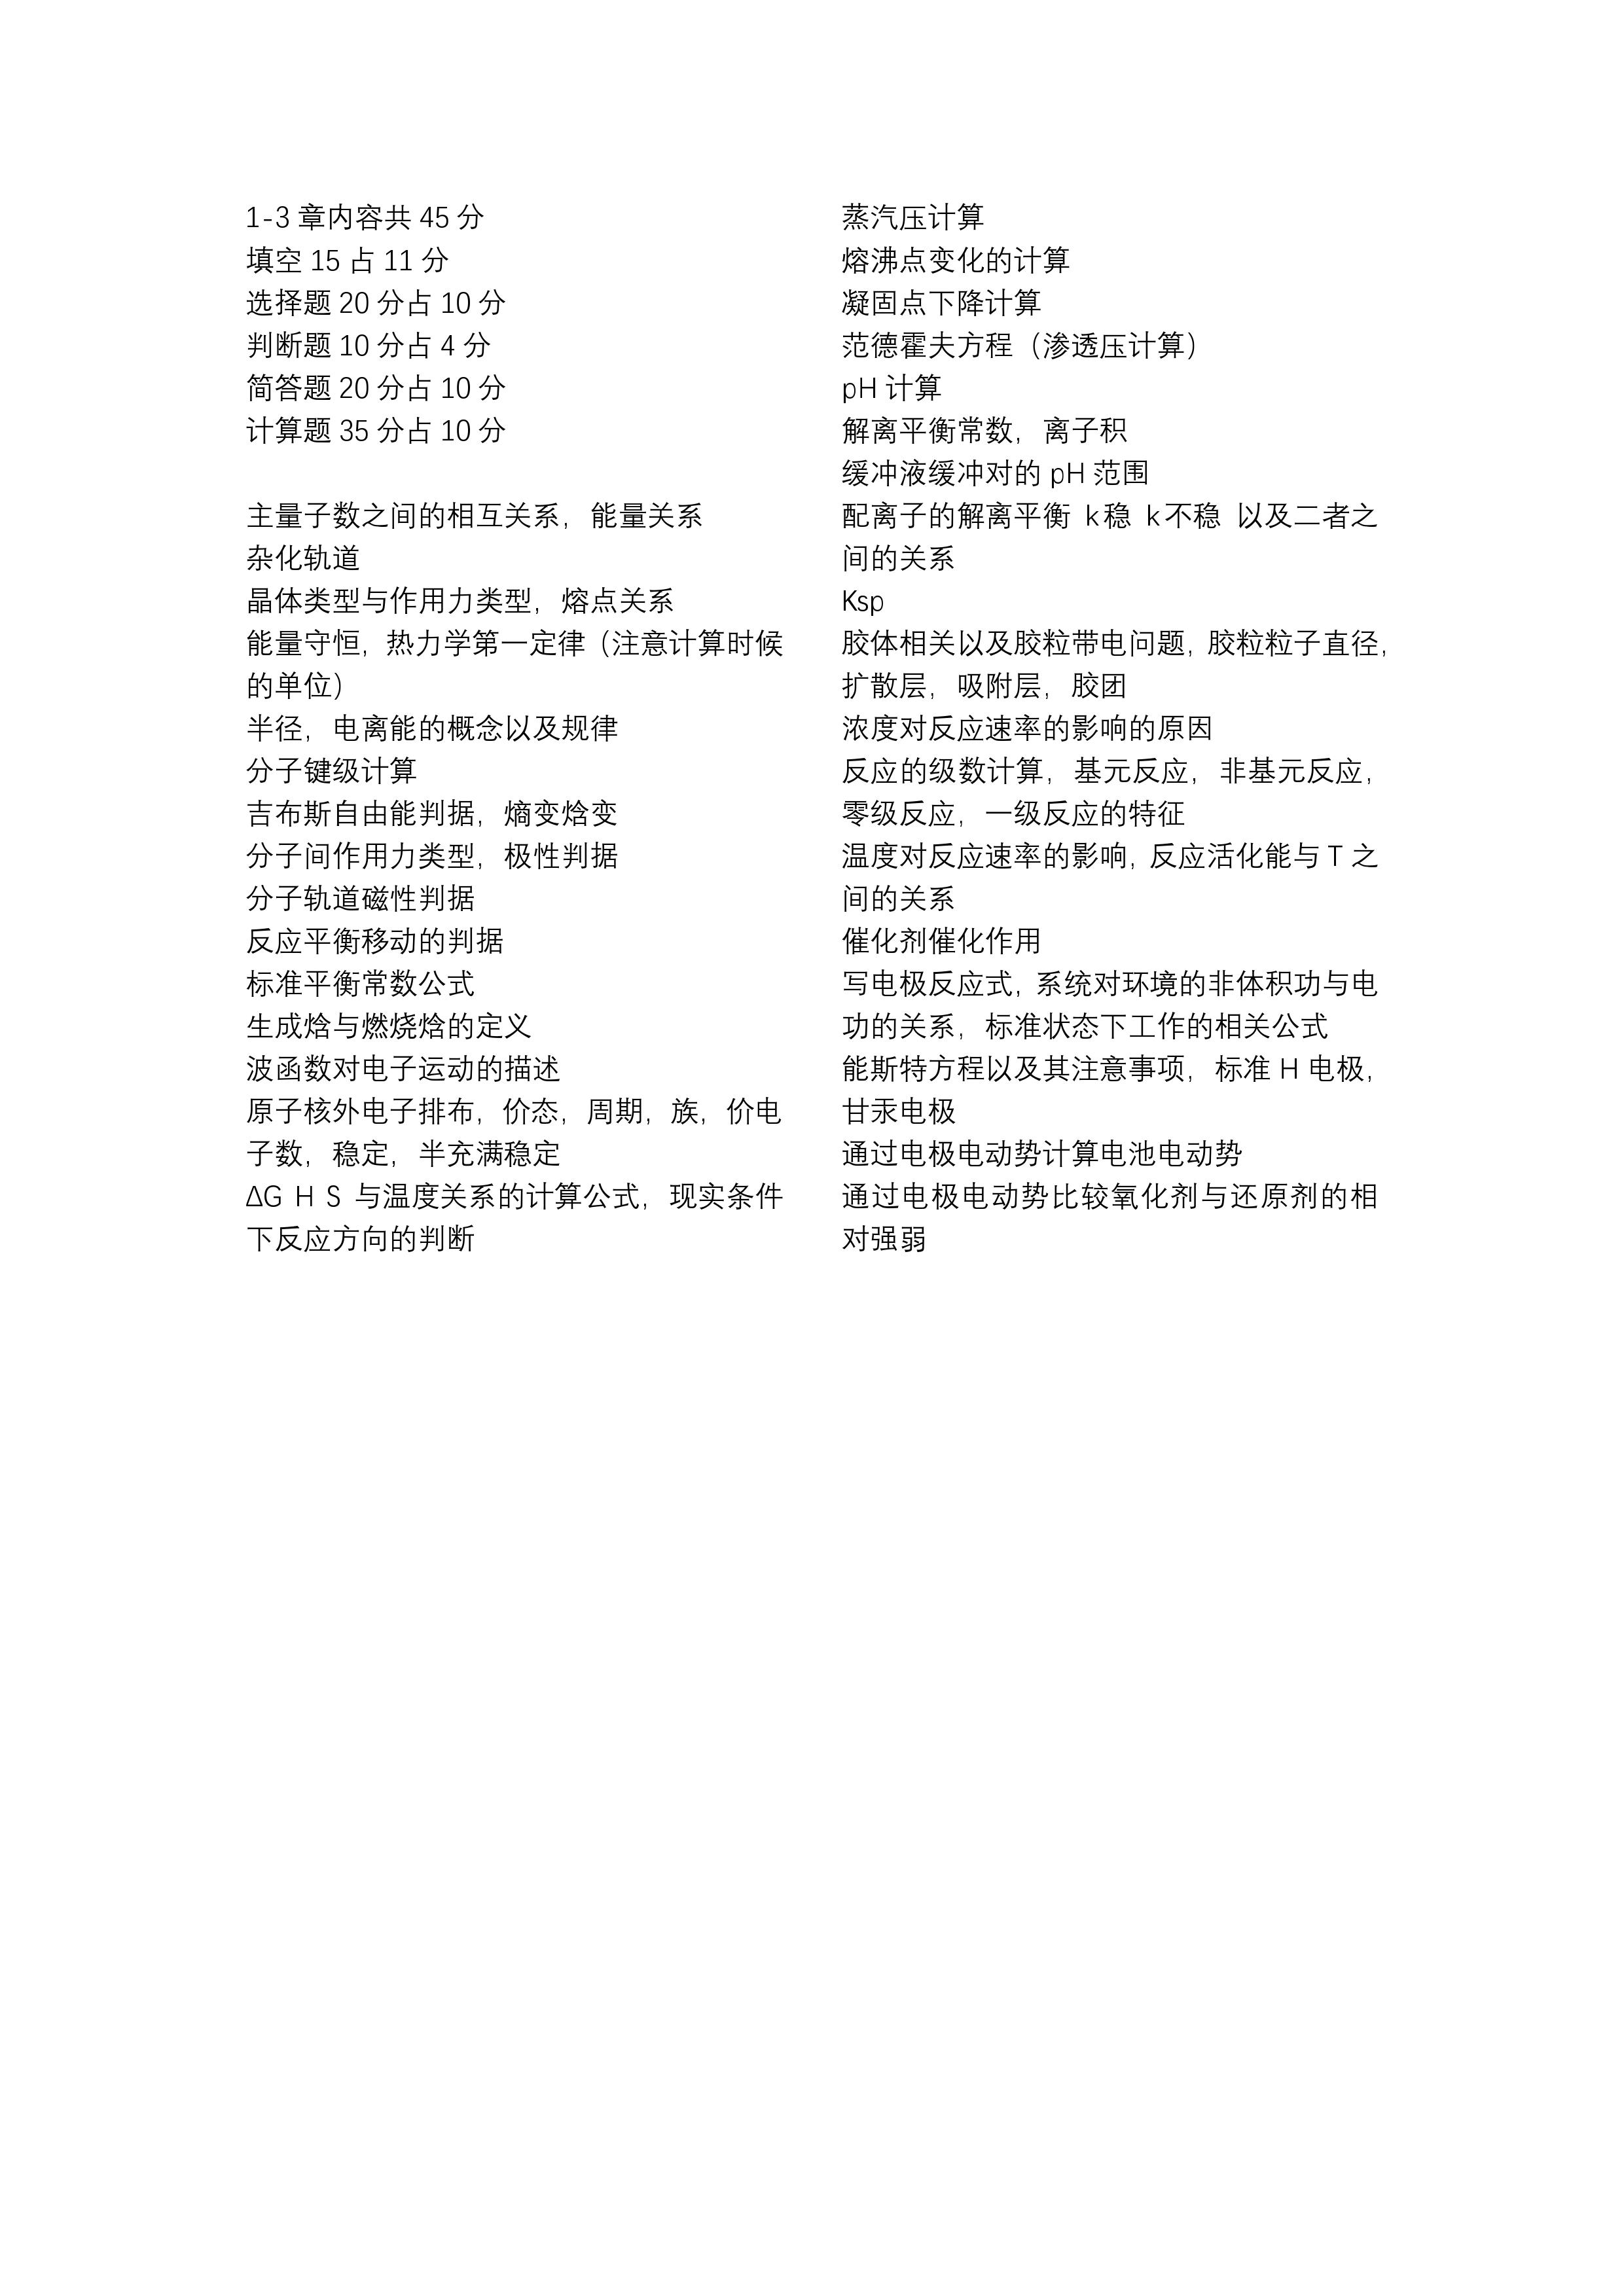 1-3 章内容共 45 分
填空 15 占 11 分
选择题 20 分占 10 分
判断题 10 分占 4 分
简答题 20 分占 10 分
计算题 35 分占 10 分
主量子数之间的相互关系，能量关系
杂化轨道
晶体类型与作用力类型，熔点关系
能量守恒，热力学第一定律（注意计算时候
的单位）
半径，电离能的概念以及规律
分子键级计算
吉布斯自由能判据，熵变焓变
分子间作用力类型，极性判据
分子轨道磁性判据
反应平衡移动的判据
标准平衡常数公式
生成焓与燃烧焓的定义
波函数对电子运动的描述
原子核外电子排布，价态，周期，族，价电
子数，稳定，半充满稳定
ΔG H S 与温度关系的计算公式，现实条件
下反应方向的判断
蒸汽压计算
熔沸点变化的计算
凝固点下降计算
范德霍夫方程（渗透压计算）
pH 计算
解离平衡常数，离子积
缓冲液缓冲对的 pH 范围
配离子的解离平衡 k稳 k不稳 以及二者之
间的关系
Ksp
胶体相关以及胶粒带电问题，胶粒粒子直径，
扩散层，吸附层，胶团
浓度对反应速率的影响的原因
反应的级数计算，基元反应，非基元反应，
零级反应，一级反应的特征
温度对反应速率的影响，反应活化能与 T 之
间的关系
催化剂催化作用
写电极反应式，系统对环境的非体积功与电
功的关系，标准状态下工作的相关公式
能斯特方程以及其注意事项，标准 H 电极，
甘汞电极
通过电极电动势计算电池电动势
通过电极电动势比较氧化剂与还原剂的相
对强弱